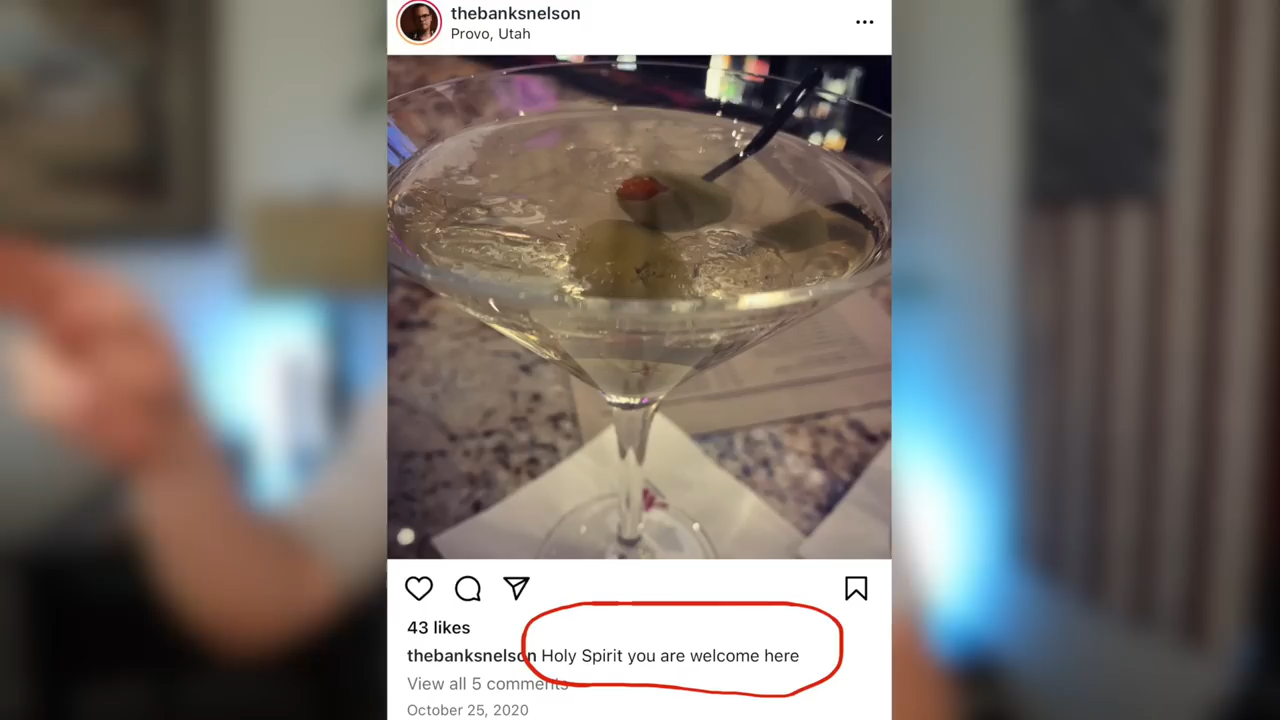 thebanksnelson
Provo, Utah
43 likes
thebanksnelson Holy Spirit you are welcome here
View all 5 comments
October 25, 2020